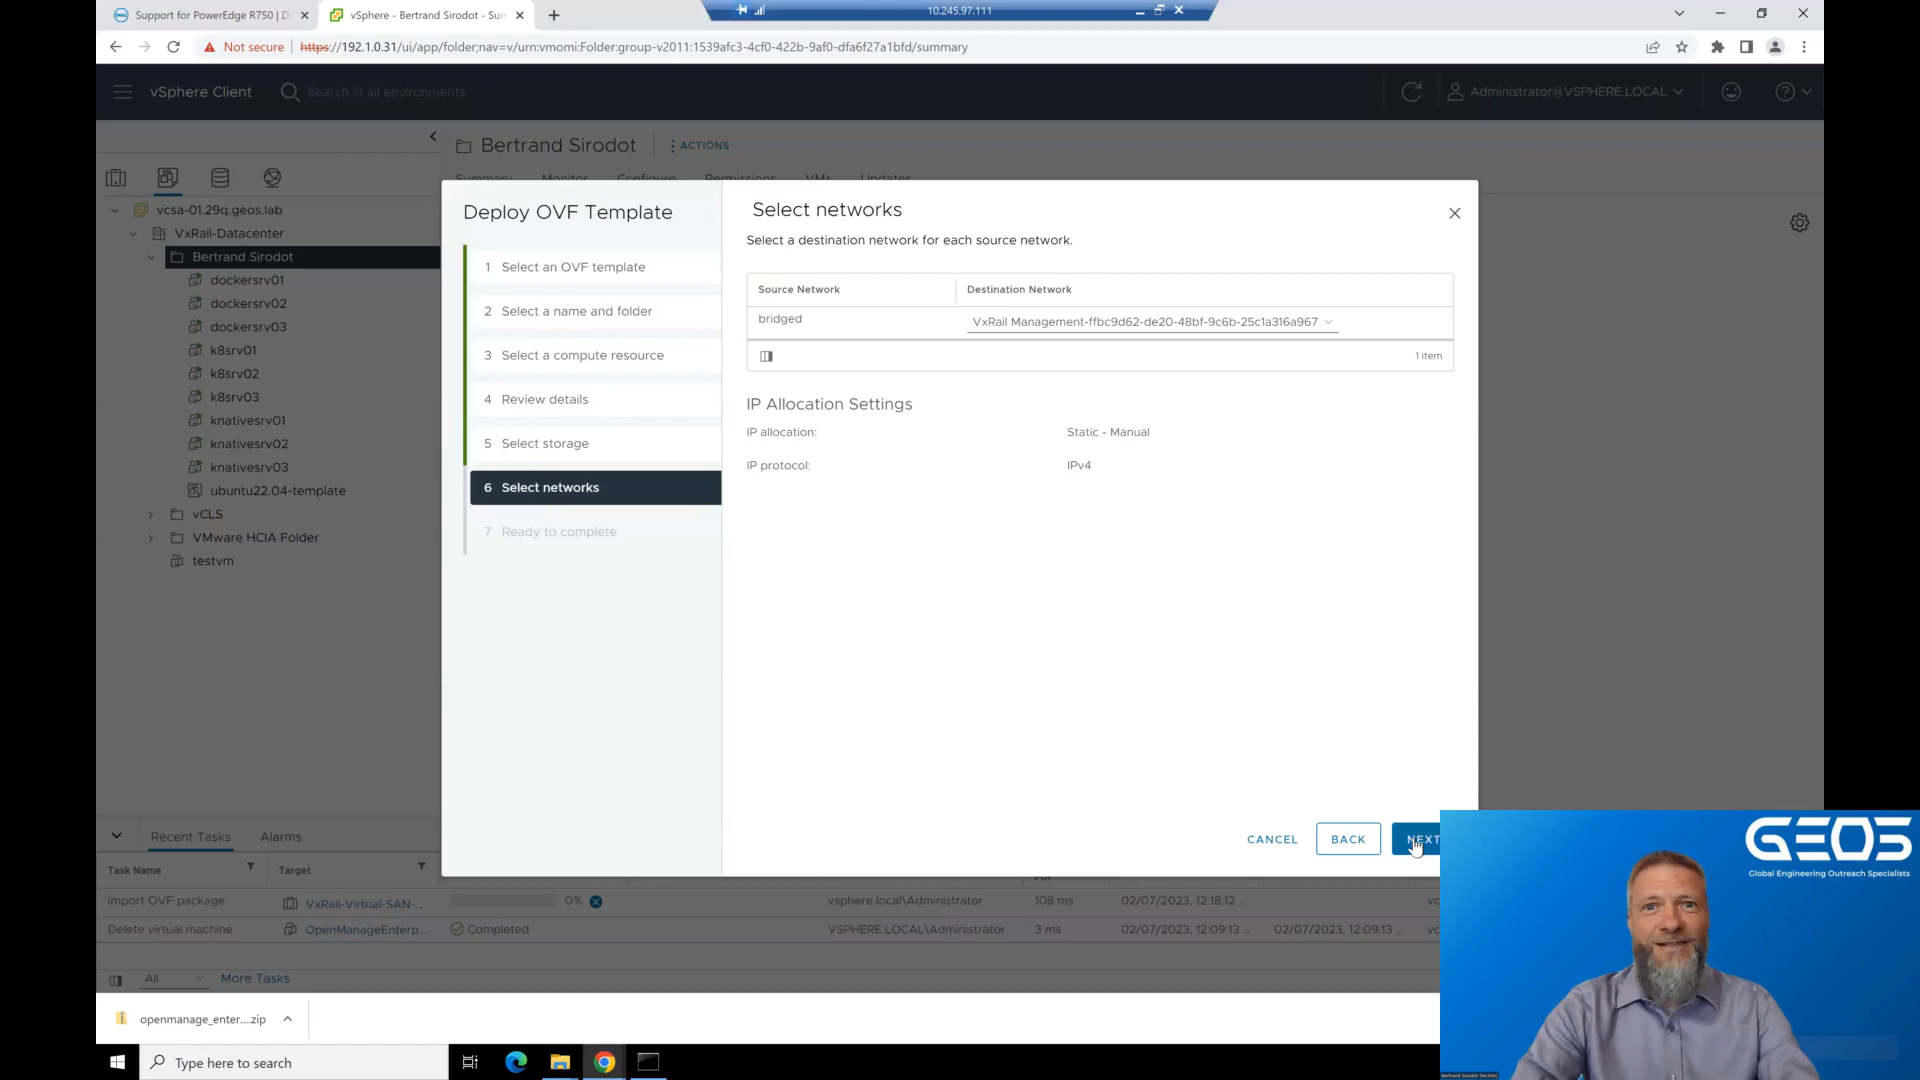 Support for PowerEdge R750 | D
vSphere - Bertrand Sirodot - Sun
10.245.97.111
Not secure
https://192.1.0.31/ui/app/folder;nav=v/urn:vmomi:Folder:group-v2011:1539afc3-4cf0-422b-9af0-dfa6f27a1bfd/summary
vSphere Client
Search in all environments
Administrator@VSPHERE.LOCAL
Bertrand Sirodot
ACTIONS
Summary Monitor Configure Permissions VMs Updates
vcsa-01.29q.geos.lab
VxRail-Datacenter
Bertrand Sirodot
dockersrv01
dockersrv02
dockersrv03
k8srv01
k8srv02
k8srv03
knativesrv01
knativesrv02
knativesrv03
ubuntu22.04-template
vCLS
VMware HCIA Folder
testvm
Deploy OVF Template
1 Select an OVF template
2 Select a name and folder
3 Select a compute resource
4 Review details
5 Select storage
6 Select networks
7 Ready to complete
Select networks
Select a destination network for each source network.
Source Network Destination Network
bridged VxRail Management-ffbc9d62-de20-48bf-9c6b-25c1a316a967
1 item
IP Allocation Settings
IP allocation: Static - Manual
IP protocol: IPv4
CANCEL BACK NEXT
Recent Tasks Alarms
Task Name Target
Import OVF package VxRail-Virtual-SAN-... 0% vsphere.local\Administrator 108 ms 02/07/2023, 12:18:12 ... vc
Delete virtual machine OpenManageEnterp... Completed VSPHERE.LOCAL\Administrator 3 ms 02/07/2023, 12:09:13 ... 02/07/2023, 12:09:13 ... vc
All More Tasks
openmanage_enter....zip
Type here to search
GEOS
Global Engineering Outreach Specialists